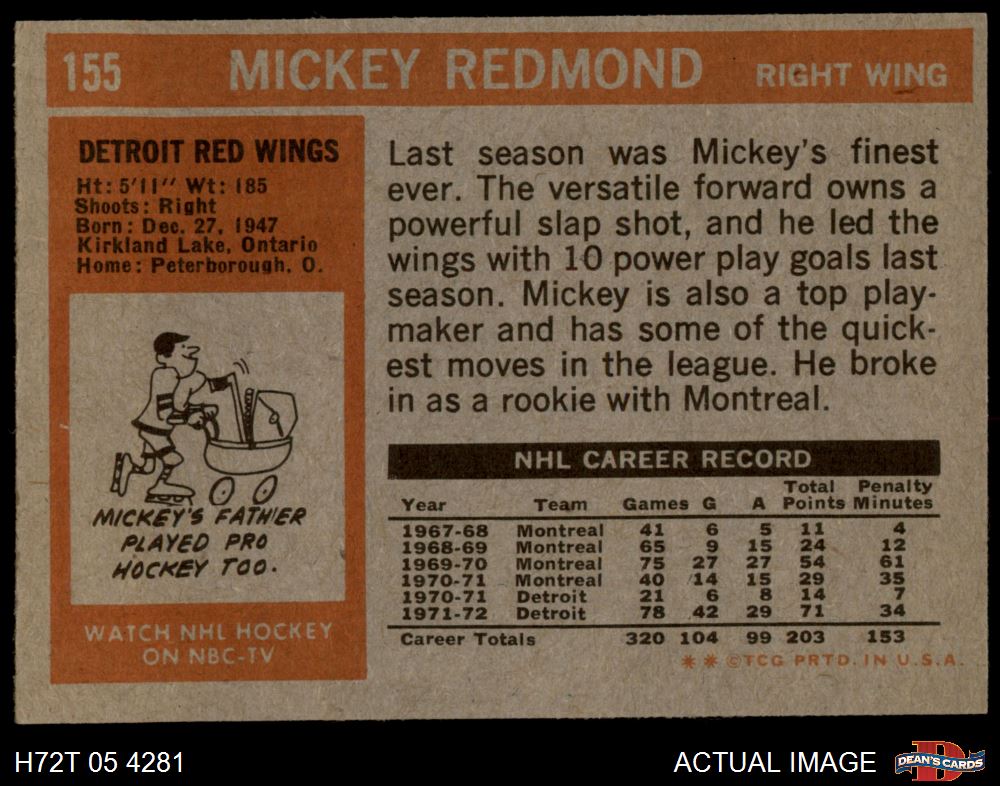 155 MICKEY REDMOND RIGHT WING
DETROIT RED WINGS
Ht: 5'11" Wt: 185
Shoots: Right
Born: Dec. 27, 1947
Kirkland Lake, Ontario
Home: Peterborough, O.
MICKEY'S FATHER
PLAYED PRO
HOCKEY TOO.
WATCH NHL HOCKEY
ON NBC-TV
Last season was Mickey's finest
ever. The versatile forward owns a
powerful slap shot, and he led the
wings with 10 power play goals last
season. Mickey is also a top play-
maker and has some of the quick-
est moves in the league. He broke
in as a rookie with Montreal.
NHL CAREER RECORD
Year Team Games G A Total Points Penalty Minutes
1967-68 Montreal 41 6 5 11 4
1968-69 Montreal 65 9 15 24 12
1969-70 Montreal 75 27 27 54 61
1970-71 Montreal 40 14 15 29 35
1970-71 Detroit 21 6 8 14 7
1971-72 Detroit 78 42 29 71 34
Career Totals 320 104 99 203 153
* * ©TCG PRTD. IN U.S.A.
H72T 05 4281
ACTUAL IMAGE
DEAN'S CARDS